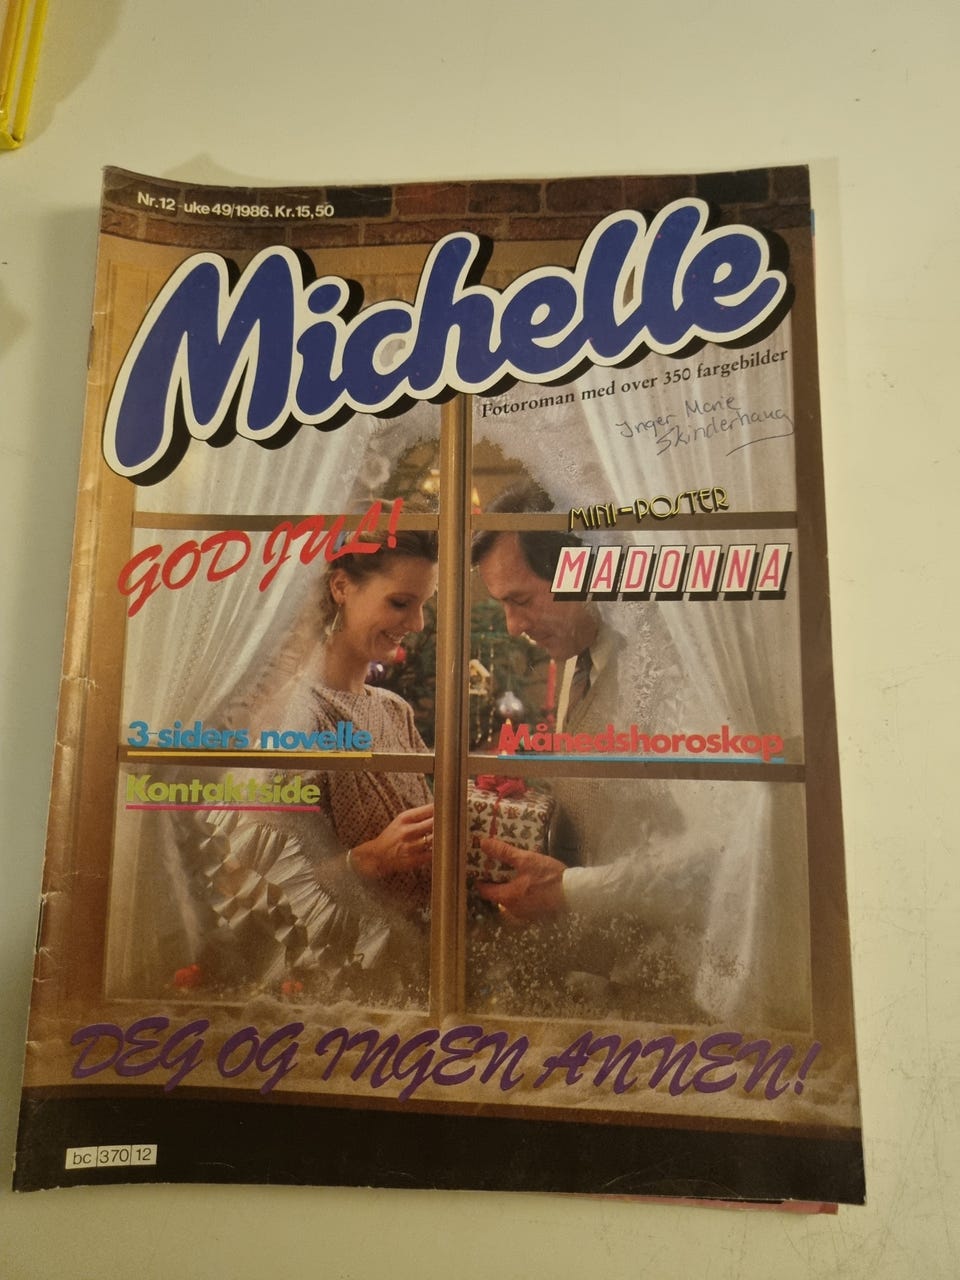 Nr.12 - uke 49/1986. Kr.15,50
Michelle
Fotoroman med over 350 fargebilder
Inger Marie
Skinderhaug
MINI-POSTER
MADONNA
GOD JUL!
3 siders novelle
Månedshoroskop
Kontaktside
DEG OG INGEN ANNEN!
bc 370 12